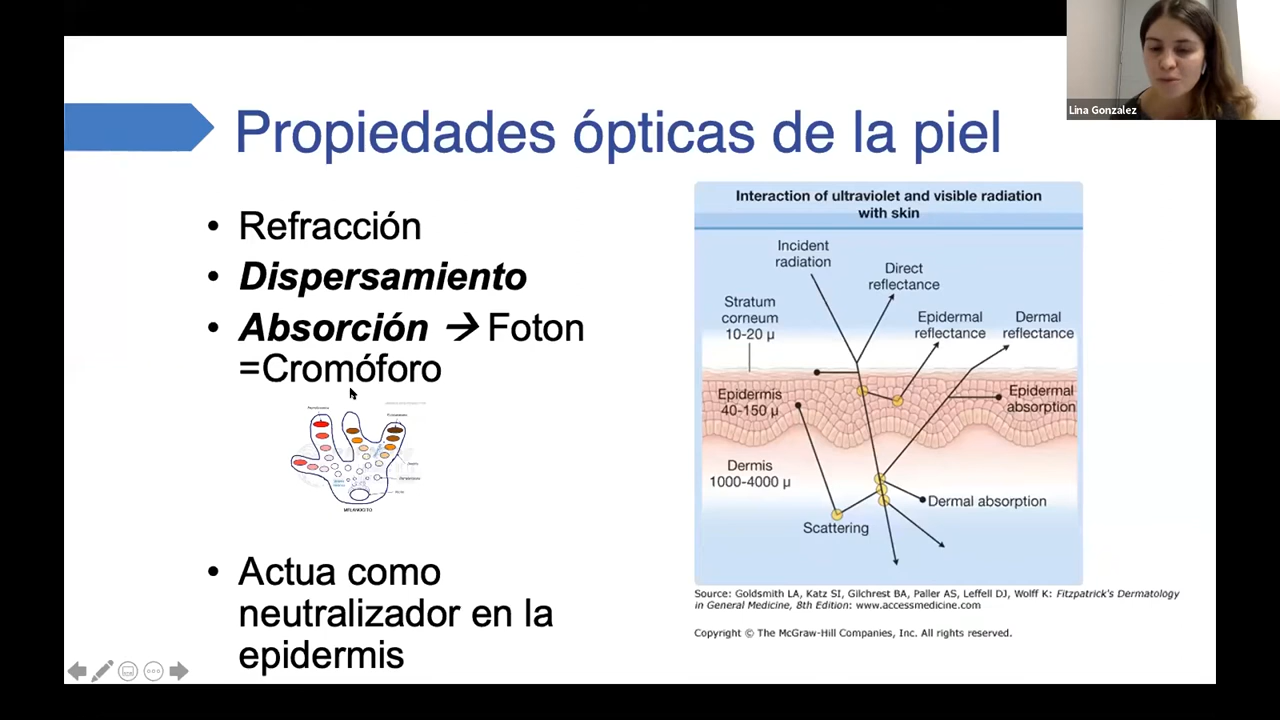 Lina Gonzalez
Propiedades ópticas de la piel
• Refracción
• Dispersamiento
• Absorción → Foton
=Cromóforo
MELANOCITO
• Actua como
neutralizador en la
epidermis
Interaction of ultraviolet and visible radiation
with skin
Incident
radiation
Direct
reflectance
Stratum
corneum
10-20 µ
Epidermal
reflectance
Dermal
reflectance
Epidermis
40-150 µ
Epidermal
absorption
Dermis
1000-4000 µ
Dermal absorption
Scattering
Source: Goldsmith LA, Katz SI, Gilchrest BA, Paller AS, Leffell DJ, Wolff K: Fitzpatrick's Dermatology
in General Medicine, 8th Edition: www.accessmedicine.com
Copyright © The McGraw-Hill Companies, Inc. All rights reserved.